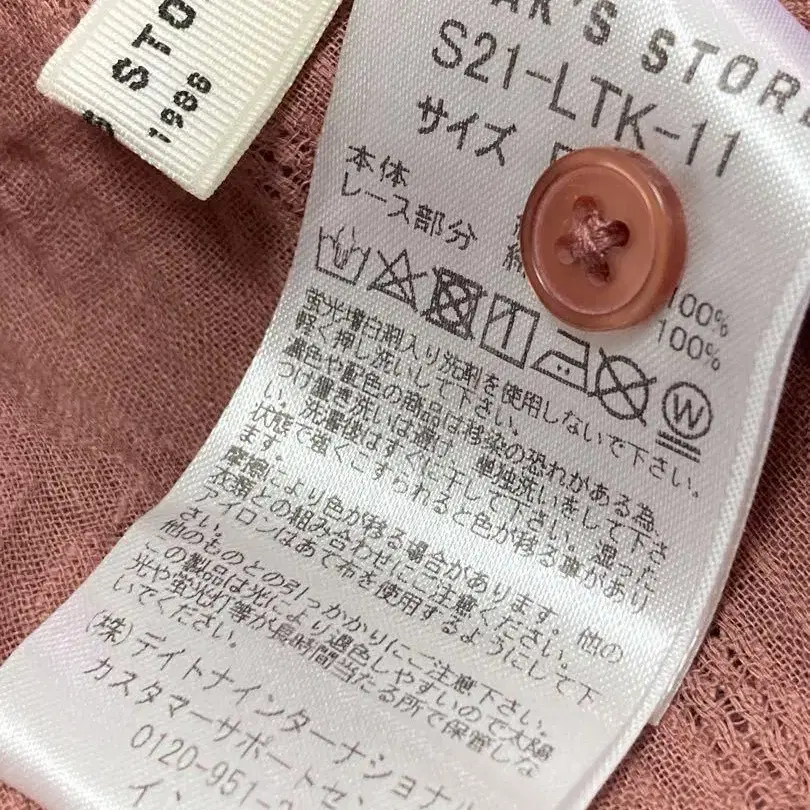 STO
1986
AK'S STOR
S21-LTK-11
サイズ
本体
レース部分 綿
100%
100%
W
蛍光増白剤入り洗剤を使用しないで下さい。
軽く押し洗いして下さい。
濃色や配色の商品は移染の恐れがある為、
つけ置き洗いは避け、単独洗いをして下さ
い。洗濯後はすぐに干して下さい。湿った
状態で強くこすられると色が移る事があり
ます。
摩擦により色が移る場合があります。他の
衣類との組み合わせにご注意ください。
アイロンはあて布を使用するようにして下
さい。
他のものとの引っかかりにご注意下さい。
この製品は光により退色しやすいので太陽
光や蛍光灯等が長時間当たる所で保管しな
いでください。
(株)デイトナインターナショナル
カスタマーサポートセ
0120-951-